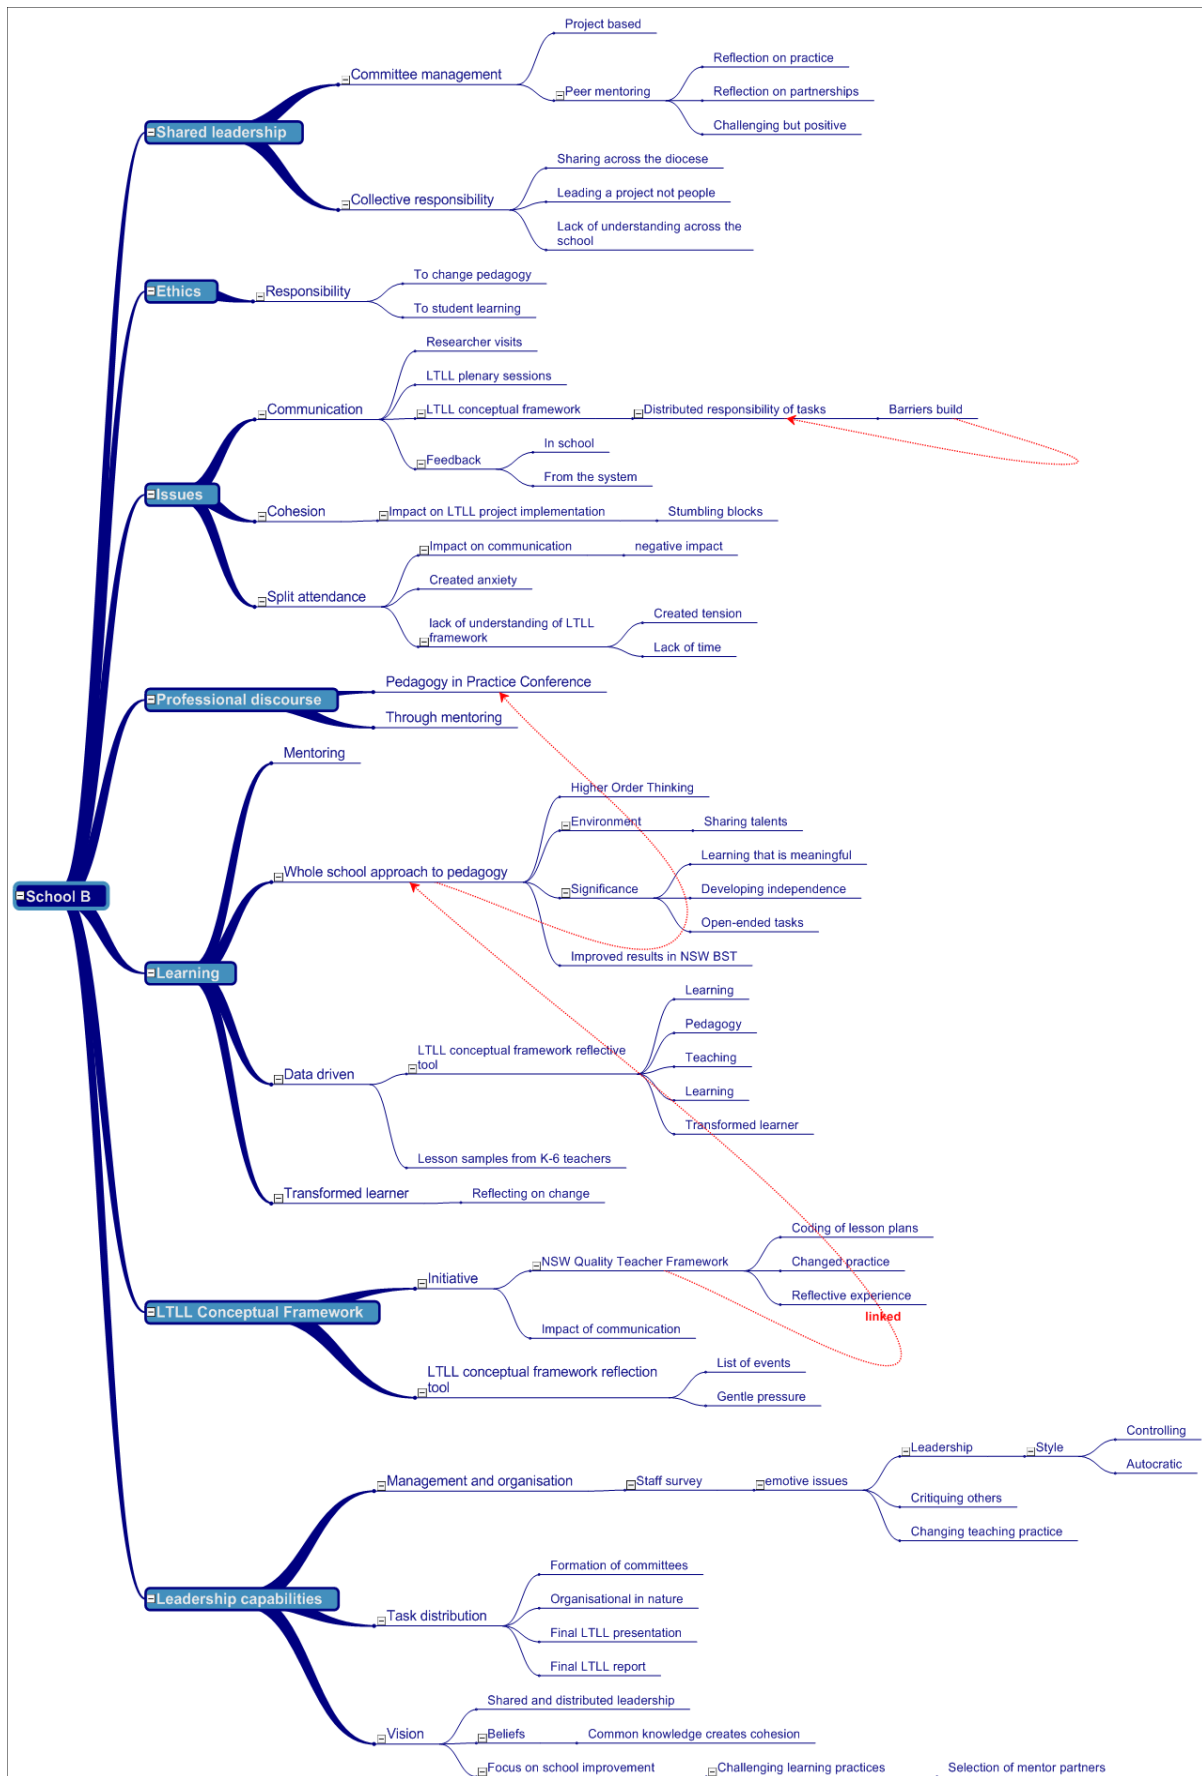 Project based
Committee management
Reflection on practice
Peer mentoring
Reflection on partnerships
Challenging but positive
Shared leadership
Sharing across the diocese
Collective responsibility
Leading a project not people
Lack of understanding across the
school
Ethics
Responsibility
To change pedagogy
To student learning
Researcher visits
LTLL plenary sessions
Communication
LTLL conceptual framework
Distributed responsibility of tasks
Barriers build
Feedback
In school
From the system
Issues
Cohesion
Impact on LTLL project implementation
Stumbling blocks
Impact on communication
negative impact
Created anxiety
Split attendance
lack of understanding of LTLL
framework
Created tension
Lack of time
Professional discourse
Pedagogy in Practice Conference
Through mentoring
Mentoring
Higher Order Thinking
Environment
Sharing talents
Whole school approach to pedagogy
Learning that is meaningful
Significance
Developing independence
Open-ended tasks
Improved results in NSW BST
School B
Learning
Learning
Pedagogy
LTLL conceptual framework reflective
tool
Teaching
Data driven
Learning
Transformed learner
Lesson samples from K-6 teachers
Transformed learner
Reflecting on change
Coding of lesson plans
NSW Quality Teacher Framework
Changed practice
Initiative
Reflective experience
linked
LTLL Conceptual Framework
Impact of communication
LTLL conceptual framework reflection
tool
List of events
Gentle pressure
Controlling
Leadership
Style
Autocratic
Management and organisation
Staff survey
emotive issues
Critiquing others
Changing teaching practice
Formation of committees
Leadership capabilities
Organisational in nature
Task distribution
Final LTLL presentation
Final LTLL report
Shared and distributed leadership
Vision
Beliefs
Common knowledge creates cohesion
Focus on school improvement
Challenging learning practices
Selection of mentor partners